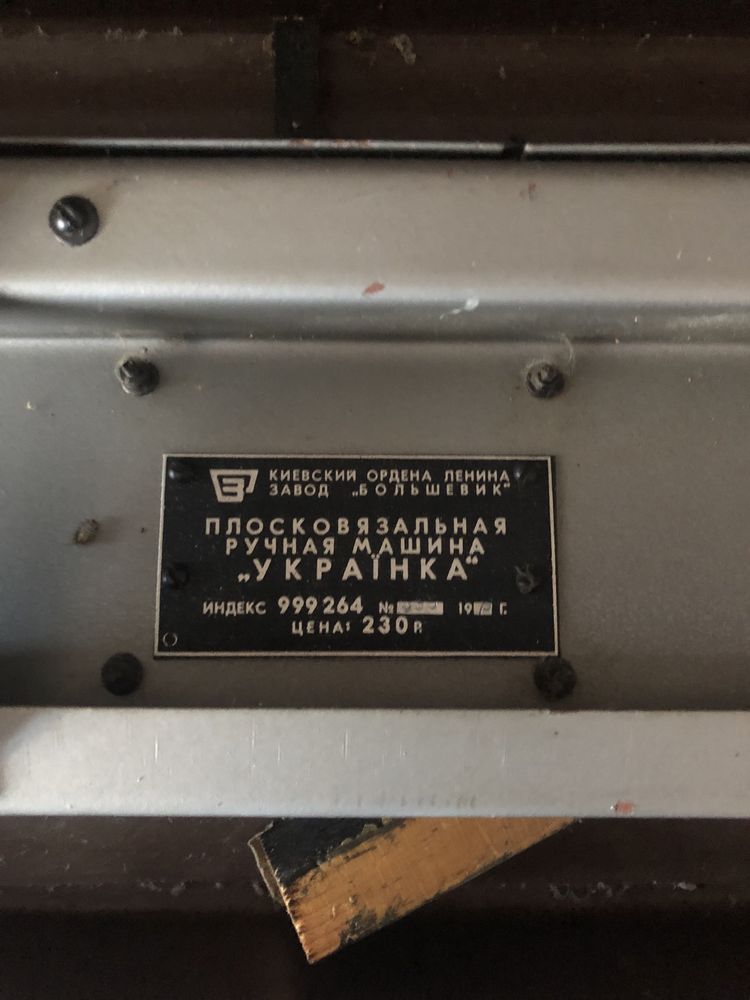 КИЕВСКИЙ ОРДЕНА ЛЕНИНА
ЗАВОД „БОЛЬШЕВИК"
ПЛОСКОВЯЗАЛЬНАЯ
РУЧНАЯ МАШИНА
„УКРАЇНКА"
ИНДЕКС 999264 № 19 Г.
ЦЕНА: 230 Р.